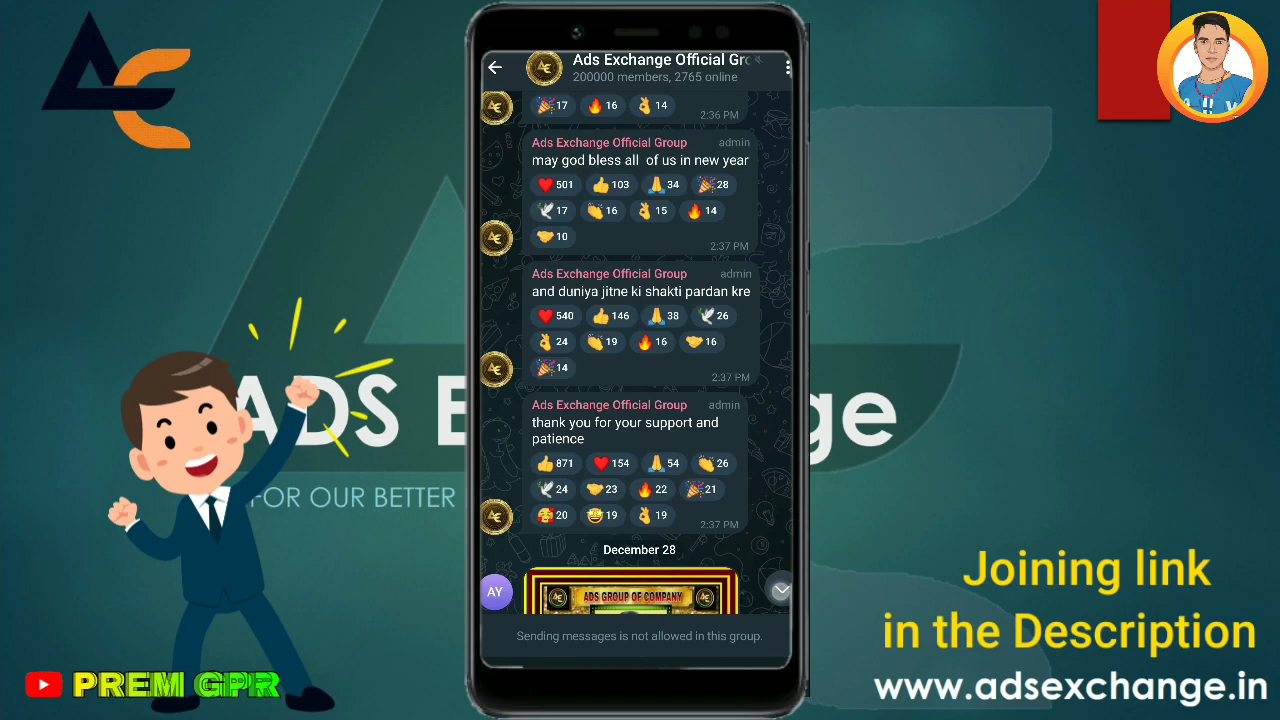 Ads Exchange Official Gr
200000 members, 2765 online
17 16 14
2:36 PM
Ads Exchange Official Group admin
may god bless all of us in new year
501 103 34 28
17 16 15 14
10
2:37 PM
Ads Exchange Official Group admin
and duniya jitne ki shakti pardan kre
540 146 38 26
24 19 16 16
14
2:37 PM
Ads Exchange Official Group admin
thank you for your support and
patience
871 154 54 26
24 23 22 21
20 19 19
2:37 PM
December 28
AY
ADS GROUP OF COMPANY
Sending messages is not allowed in this group.
ADS E
ge
FOR OUR BETTER
Joining link
in the Description
www.adsexchange.in
PREM GPR